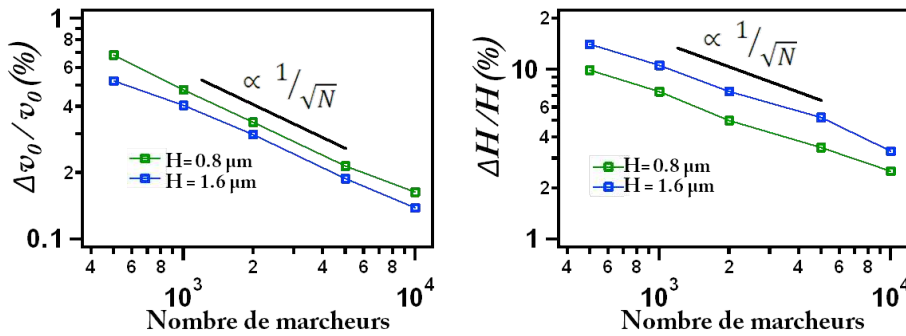 Δv₀ / v₀ (%)
1
8
6
4
2
0.1
∝ 1/√N
H= 0.8 µm
H = 1.6 µm
4 6 8 10³ 2 4 6 8 10⁴
Nombre de marcheurs
ΔH/H (%)
2
10
8
6
4
2
1
∝ 1/√N
H = 0.8 µm
H = 1.6 µm
4 6 8 10³ 2 4 6 8 10⁴
Nombre de marcheurs